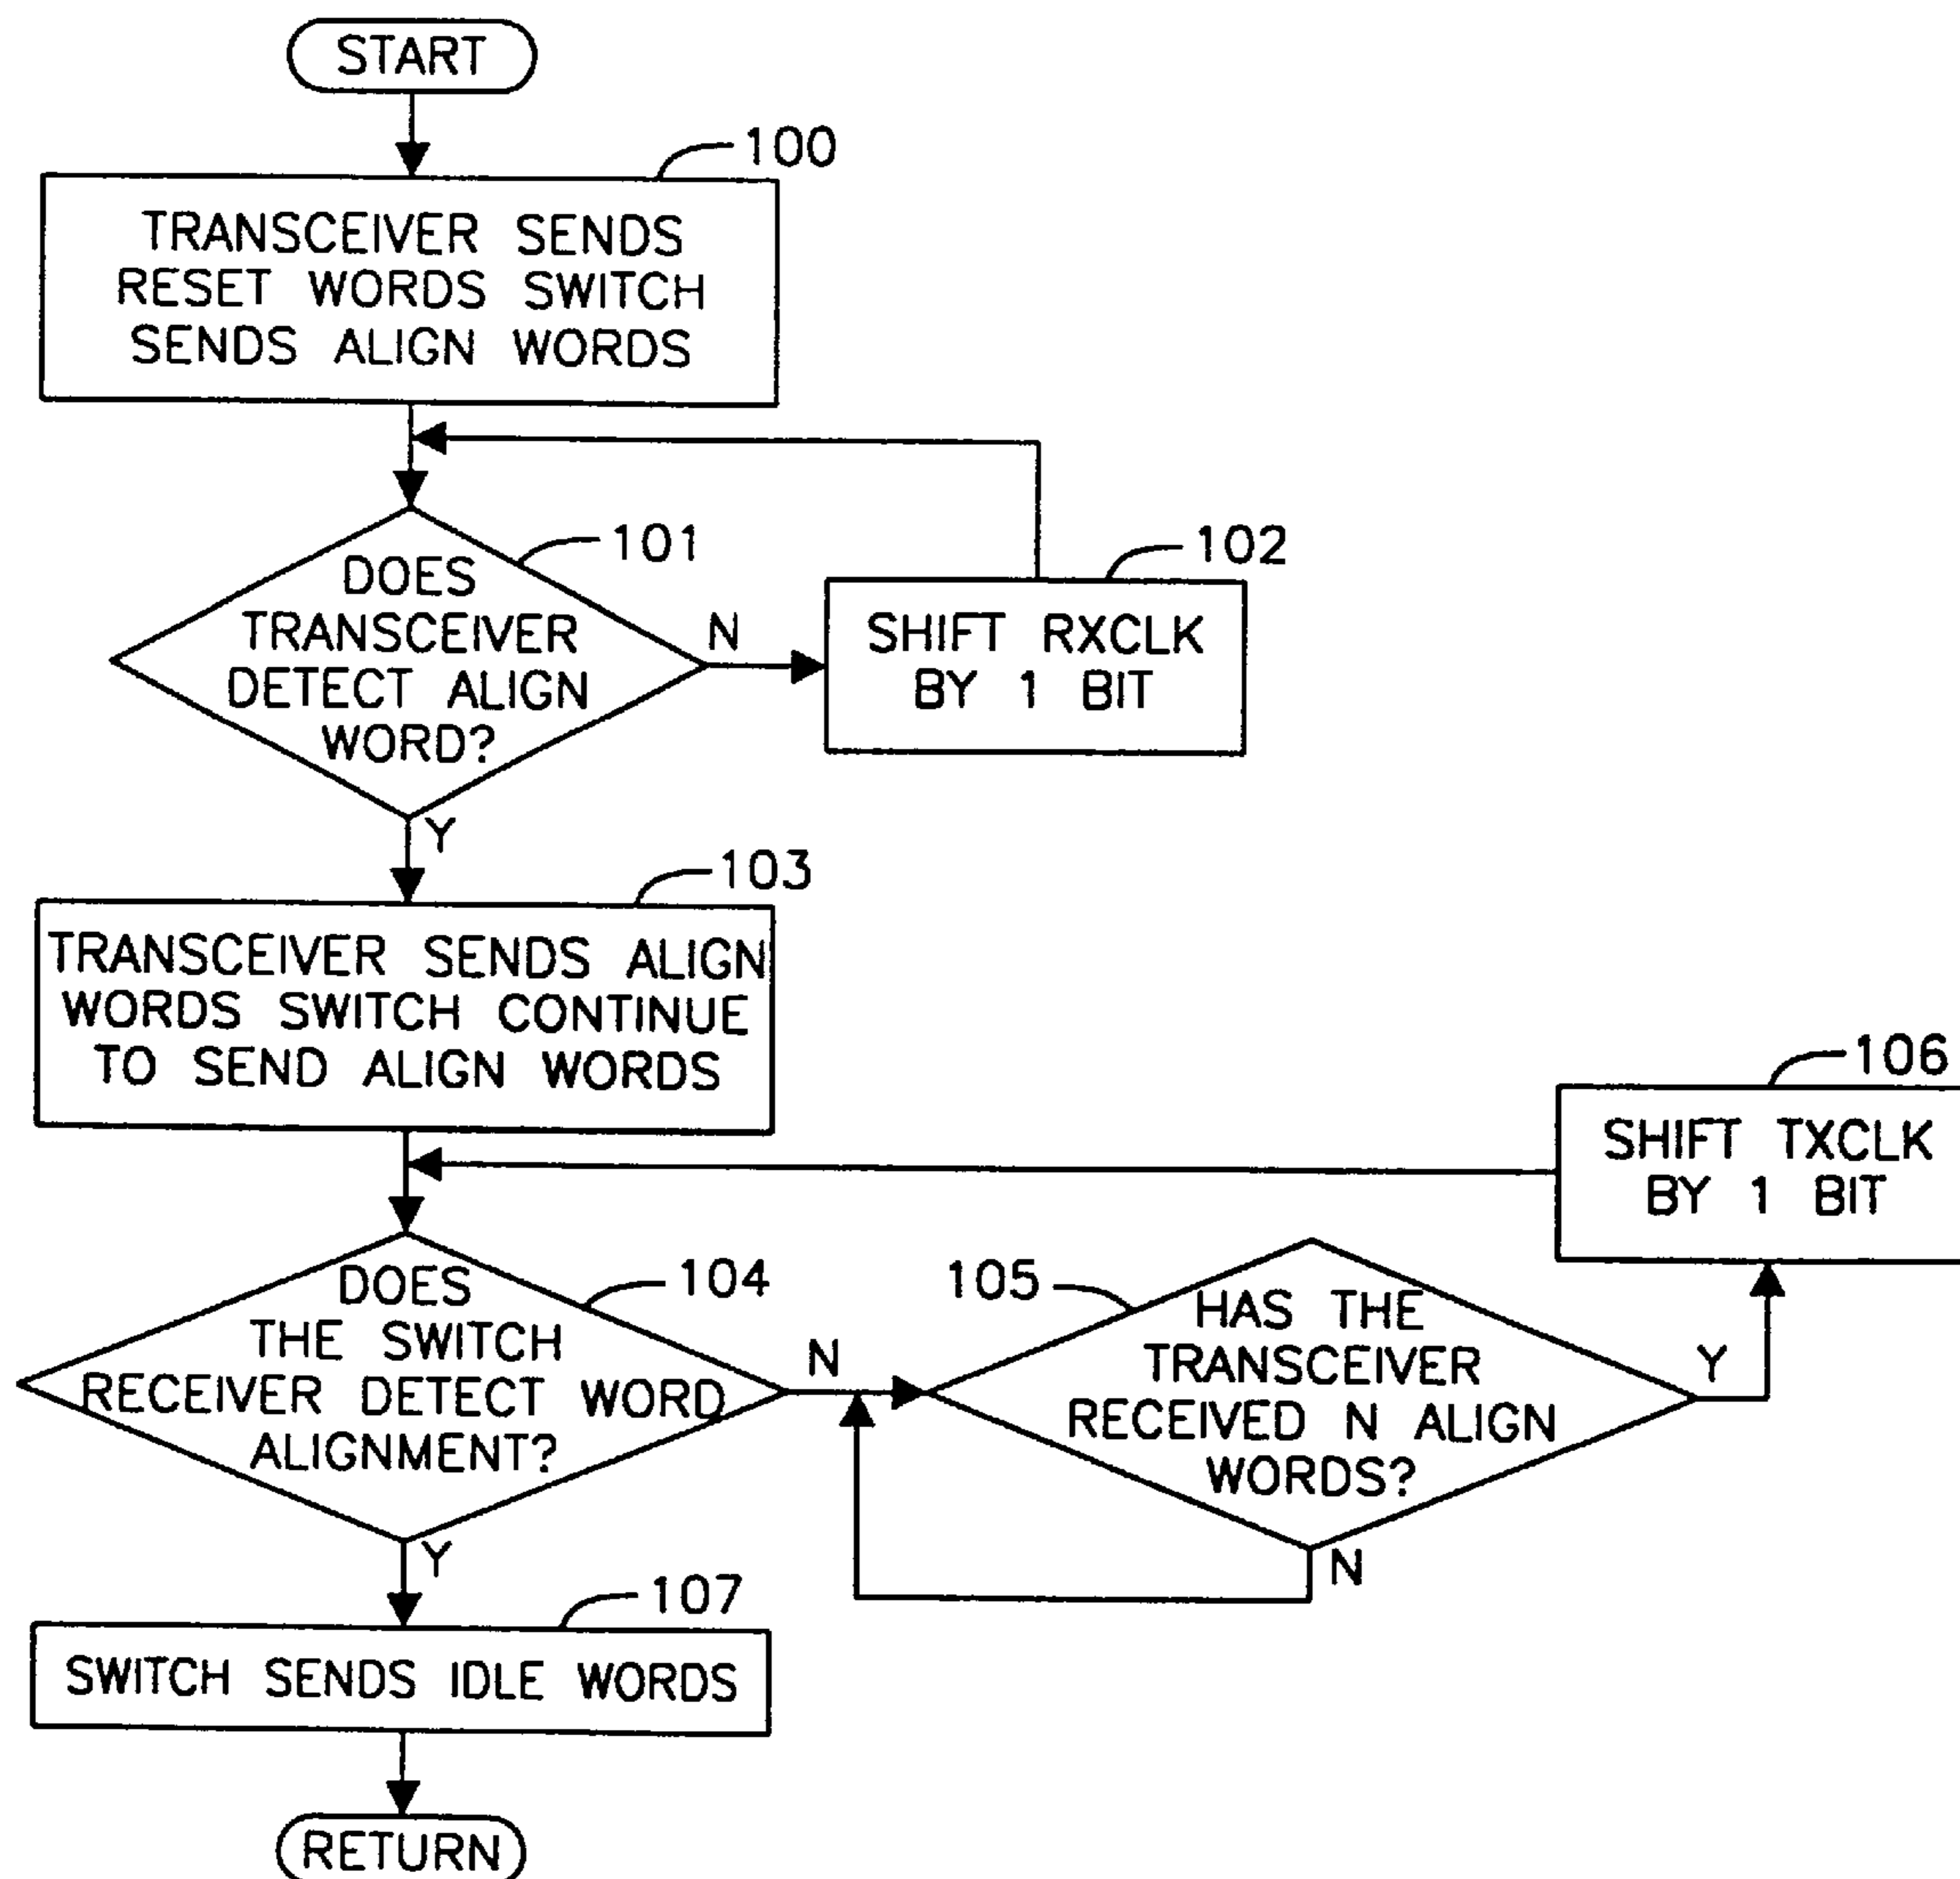 START
100
TRANSCEIVER SENDS
RESET WORDS SWITCH
SENDS ALIGN WORDS
101
DOES
TRANSCEIVER
DETECT ALIGN
WORD?
N
Y
102
SHIFT RXCLK
BY 1 BIT
103
TRANSCEIVER SENDS ALIGN
WORDS SWITCH CONTINUE
TO SEND ALIGN WORDS
104
DOES
THE SWITCH
RECEIVER DETECT WORD
ALIGNMENT?
N
Y
105
HAS THE
TRANSCEIVER
RECEIVED N ALIGN
WORDS?
Y
N
106
SHIFT TXCLK
BY 1 BIT
107
SWITCH SENDS IDLE WORDS
RETURN